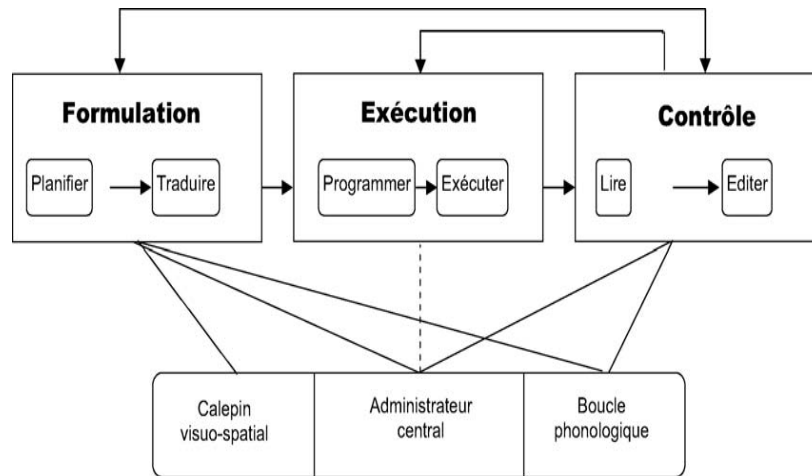 Formulation
Exécution
Contrôle
Planifier
Traduire
Programmer
Exécuter
Lire
Editer
Calepin
visuo-spatial
Administrateur
central
Boucle
phonologique